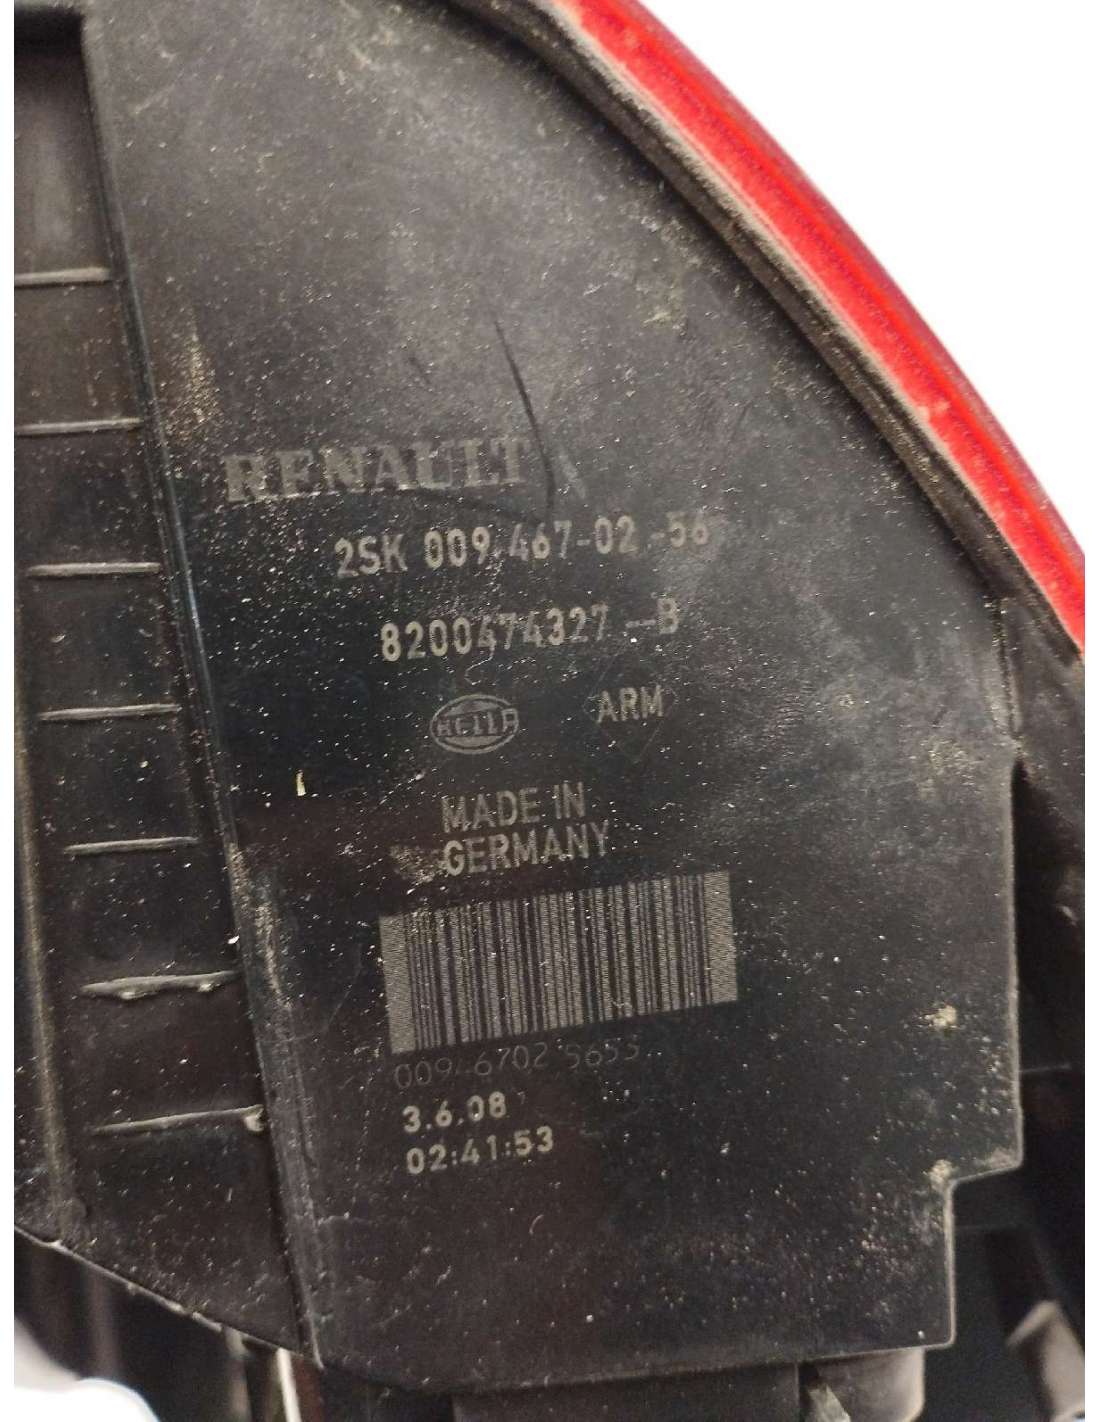 RENAULT
2SK 009.467-02 -56
8200474327 --B
HELLA ARM
MADE IN
GERMANY
3.6.08
02:41:53